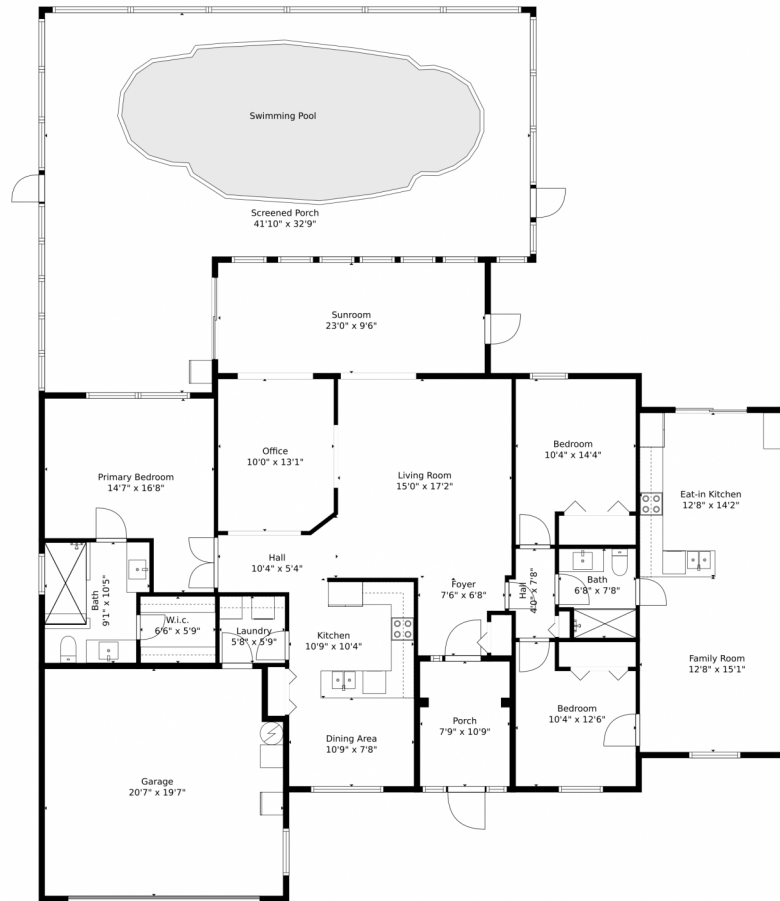 Swimming Pool
Screened Porch
41'10" x 32'9"
Sunroom
23'0" x 9'6"
Office
10'0" x 13'1"
Living Room
15'0" x 17'2"
Bedroom
10'4" x 14'4"
Primary Bedroom
14'7" x 16'8"
Eat-in Kitchen
12'8" x 14'2"
Hall
10'4" x 5'4"
Foyer
7'6" x 6'8"
Hall
4'0" x 7'8"
Bath
6'8" x 7'8"
Bath
9'1" x 10'5"
W.i.c.
6'6" x 5'9"
Laundry
5'8" x 5'9"
Kitchen
10'9" x 10'4"
Family Room
12'8" x 15'1"
Bedroom
10'4" x 12'6"
Porch
7'9" x 10'9"
Dining Area
10'9" x 7'8"
Garage
20'7" x 19'7"